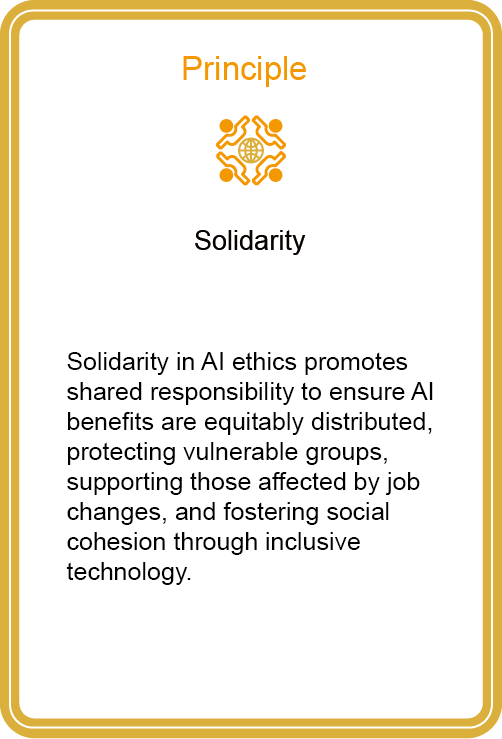 Principle
Solidarity
Solidarity in AI ethics promotes
shared responsibility to ensure AI
benefits are equitably distributed,
protecting vulnerable groups,
supporting those affected by job
changes, and fostering social
cohesion through inclusive
technology.